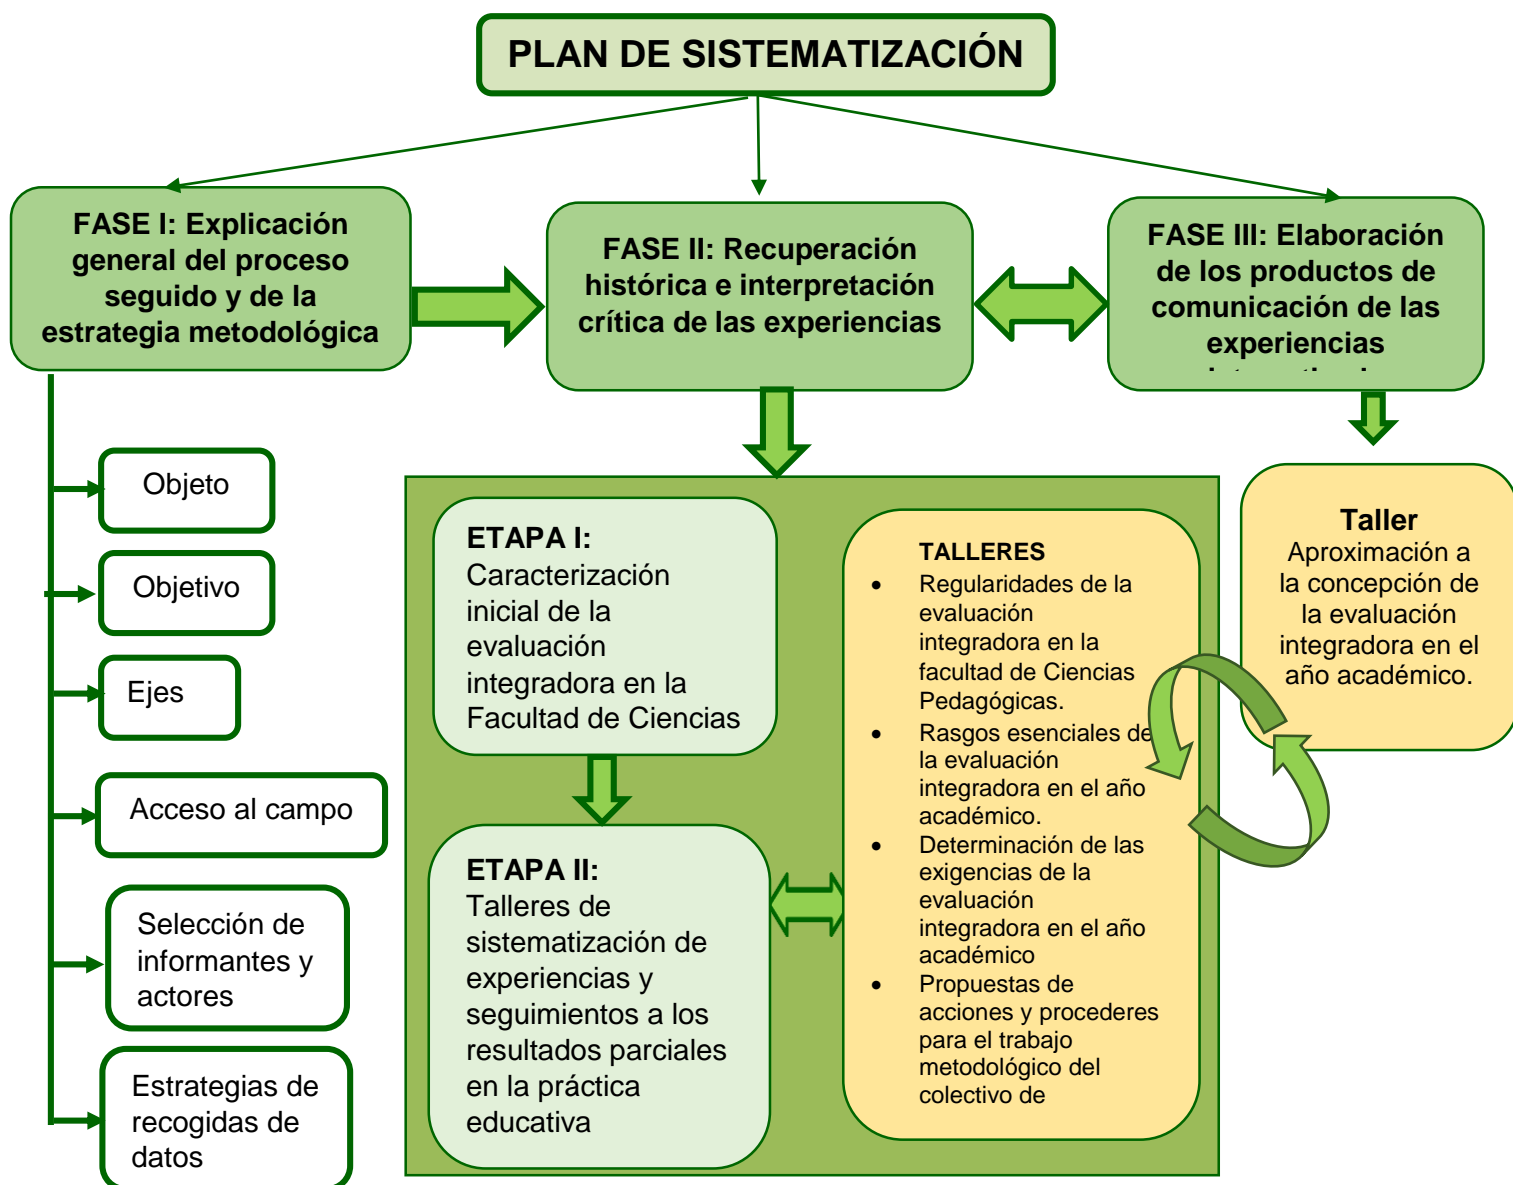 PLAN DE SISTEMATIZACIÓN
FASE I: Explicación
general del proceso
seguido y de la
estrategia metodológica
FASE II: Recuperación
histórica e interpretación
crítica de las experiencias
FASE III: Elaboración
de los productos de
comunicación de las
experiencias
Objeto
Objetivo
Ejes
Acceso al campo
Selección de
informantes y
actores
Estrategias de
recogidas de
datos
ETAPA I:
Caracterización
inicial de la
evaluación
integradora en la
Facultad de Ciencias
ETAPA II:
Talleres de
sistematización de
experiencias y
seguimientos a los
resultados parciales
en la práctica
educativa
TALLERES
• Regularidades de la
evaluación
integradora en la
facultad de Ciencias
Pedagógicas.
• Rasgos esenciales de
la evaluación
integradora en el año
académico.
• Determinación de las
exigencias de la
evaluación
integradora en el año
académico
• Propuestas de
acciones y procederes
para el trabajo
metodológico del
colectivo de
Taller
Aproximación a
la concepción de
la evaluación
integradora en el
año académico.